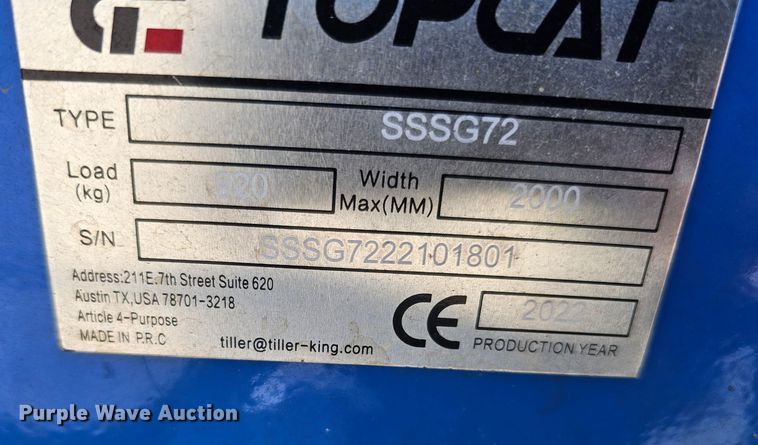 TOPCAT
TYPE SSSG72
Load (kg) 620 Width Max(MM) 2000
S/N SSSG7222101801
Address:211E.7th Street Suite 620
Austin TX,USA 78701-3218
Article 4-Purpose
MADE IN P.R.C
tiller@tiller-king.com
CE 2022
PRODUCTION YEAR
Purple Wave Auction